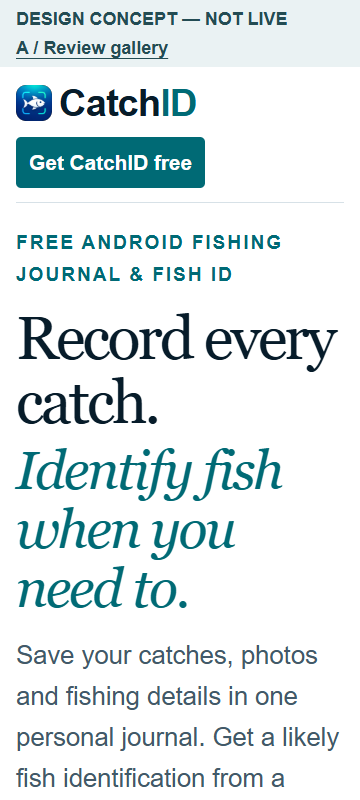 DESIGN CONCEPT — NOT LIVE
A / Review gallery
CatchID
Get CatchID free
FREE ANDROID FISHING
JOURNAL & FISH ID
Record every
catch.
Identify fish
when you
need to.
Save your catches, photos
and fishing details in one
personal journal. Get a likely
fish identification from a